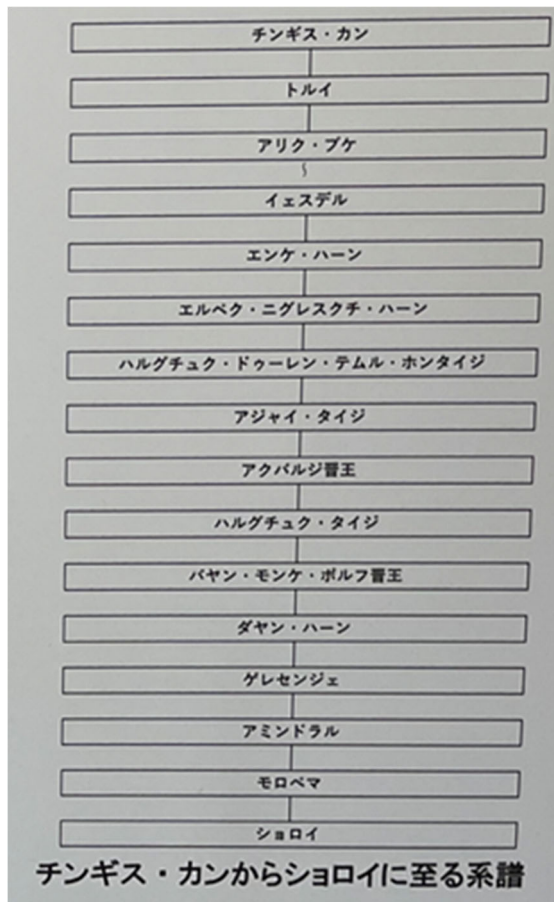 チンギス・カン
トルイ
アリク・ブケ
イェスデル
エンケ・ハーン
エルベク・ニグレスクチ・ハーン
ハルグチュク・ドゥーレン・テムル・ホンタイジ
アジャイ・タイジ
アクバルジ晋王
ハルグチュク・タイジ
バヤン・モンケ・ボルフ晋王
ダヤン・ハーン
ゲレセンジェ
アミンドラル
モロベマ
ショロイ
チンギス・カンからショロイに至る系譜